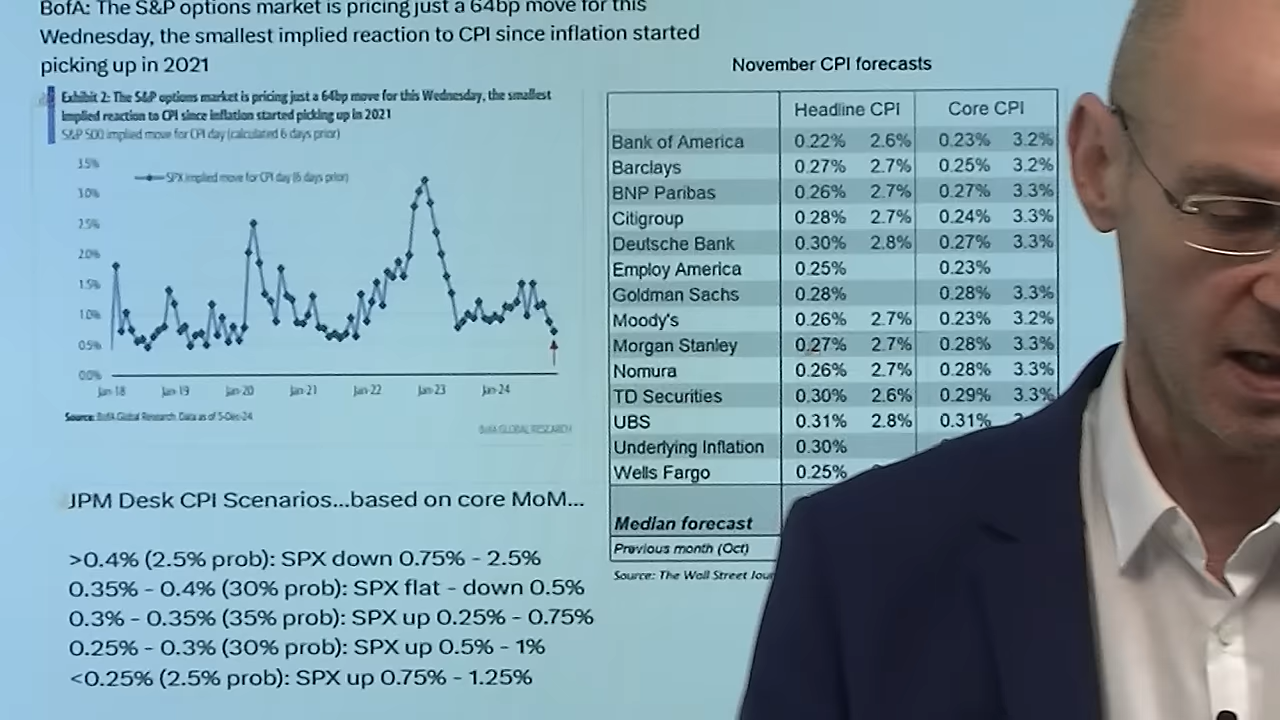 BofA: The S&P options market is pricing just a 64bp move for this
Wednesday, the smallest implied reaction to CPI since inflation started
picking up in 2021
Exhibit 2: The S&P options market is pricing just a 64bp move for this Wednesday, the smallest
implied reaction to CPI since inflation started picking up in 2021
S&P 500 implied move for CPI day (calculated 6 days prior)
3.5%
SPX implied move for CPI day (6 days prior)
3.0%
2.5%
2.0%
1.5%
1.0%
0.5%
0.0%
Jan-18 Jan-19 Jan-20 Jan-21 Jan-22 Jan-23 Jan-24
Source: BofA Global Research. Data as of 5-Dec-24
BofA GLOBAL RESEARCH
JPM Desk CPI Scenarios...based on core MoM...
>0.4% (2.5% prob): SPX down 0.75% - 2.5%
0.35% - 0.4% (30% prob): SPX flat - down 0.5%
0.3% - 0.35% (35% prob): SPX up 0.25% - 0.75%
0.25% - 0.3% (30% prob): SPX up 0.5% - 1%
<0.25% (2.5% prob): SPX up 0.75% - 1.25%
November CPI forecasts
Headline CPI Core CPI
Bank of America 0.22% 2.6% 0.23% 3.2%
Barclays 0.27% 2.7% 0.25% 3.2%
BNP Paribas 0.26% 2.7% 0.27% 3.3%
Citigroup 0.28% 2.7% 0.24% 3.3%
Deutsche Bank 0.30% 2.8% 0.27% 3.3%
Employ America 0.25% 0.23%
Goldman Sachs 0.28% 0.28% 3.3%
Moody's 0.26% 2.7% 0.23% 3.2%
Morgan Stanley 0.27% 2.7% 0.28% 3.3%
Nomura 0.26% 2.7% 0.28% 3.3%
TD Securities 0.30% 2.6% 0.29% 3.3%
UBS 0.31% 2.8% 0.31%
Underlying Inflation 0.30%
Wells Fargo 0.25%
Median forecast
Previous month (Oct)
Source: The Wall Street